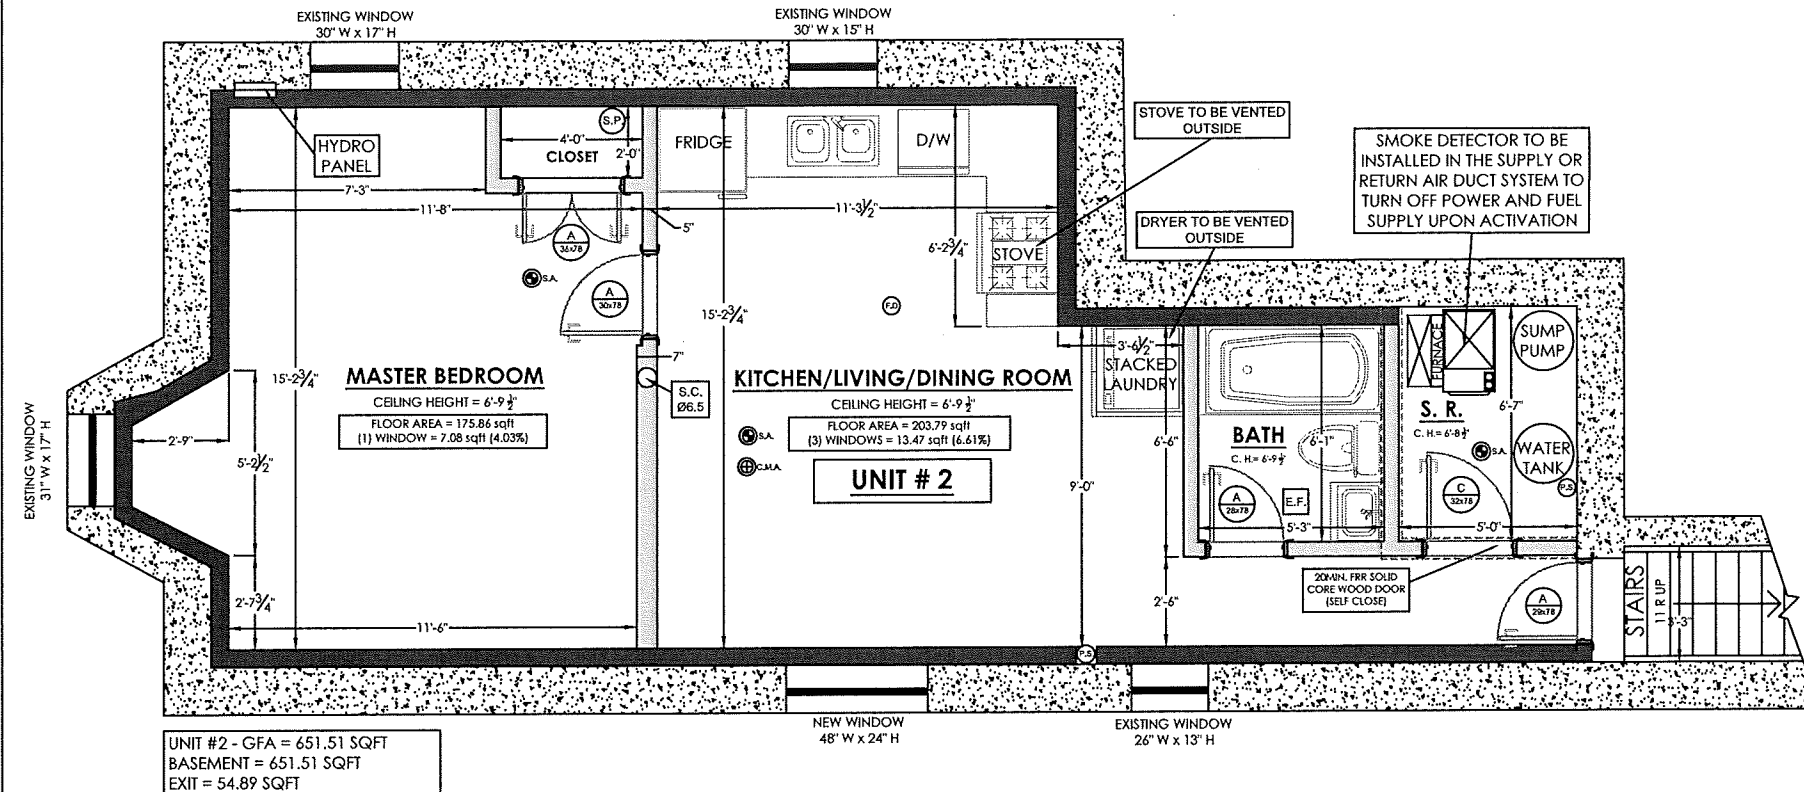 EXISTING WINDOW
30" W x 17" H
EXISTING WINDOW
30" W x 15" H
HYDRO
PANEL
S.P.
4'-0"
CLOSET
2'-0"
7'-3"
11'-8"
5"
A
36x78
S.A.
A
30x78
FRIDGE
D/W
11'-3½"
6'-2¾"
STOVE
STOVE TO BE VENTED
OUTSIDE
DRYER TO BE VENTED
OUTSIDE
SMOKE DETECTOR TO BE
INSTALLED IN THE SUPPLY OR
RETURN AIR DUCT SYSTEM TO
TURN OFF POWER AND FUEL
SUPPLY UPON ACTIVATION
F.D
15'-2¾"
15'-2¾"
7"
S.C.
Ø6.5
MASTER BEDROOM
CEILING HEIGHT = 6'-9 ½"
FLOOR AREA = 175.86 sqft
(1) WINDOW = 7.08 sqft (4.03%)
KITCHEN/LIVING/DINING ROOM
CEILING HEIGHT = 6'-9 ½"
FLOOR AREA = 203.79 sqft
(3) WINDOWS = 13.47 sqft (6.61%)
S.A.
C.M.A.
UNIT # 2
3'-6½"
STACKED
LAUNDRY
FURNACE
SUMP
PUMP
S. R.
C. H.= 6'-8½"
6'-7"
S.A.
WATER
TANK
P.S.
BATH
C. H.= 6'-9½"
6'-1"
E.F.
A
28x78
5'-3"
C
32x78
5'-0"
6'-6"
9'-0"
2'-6"
20MIN. FRR SOLID
CORE WOOD DOOR
(SELF CLOSE)
A
29x78
STAIRS
11 R UP
3'-3"
P.S
EXISTING WINDOW
31" W x 17" H
2'-9"
5'-2½"
2'-7¾"
11'-6"
NEW WINDOW
48" W x 24" H
EXISTING WINDOW
26" W x 13" H
UNIT #2 - GFA = 651.51 SQFT
BASEMENT = 651.51 SQFT
EXIT = 54.89 SQFT